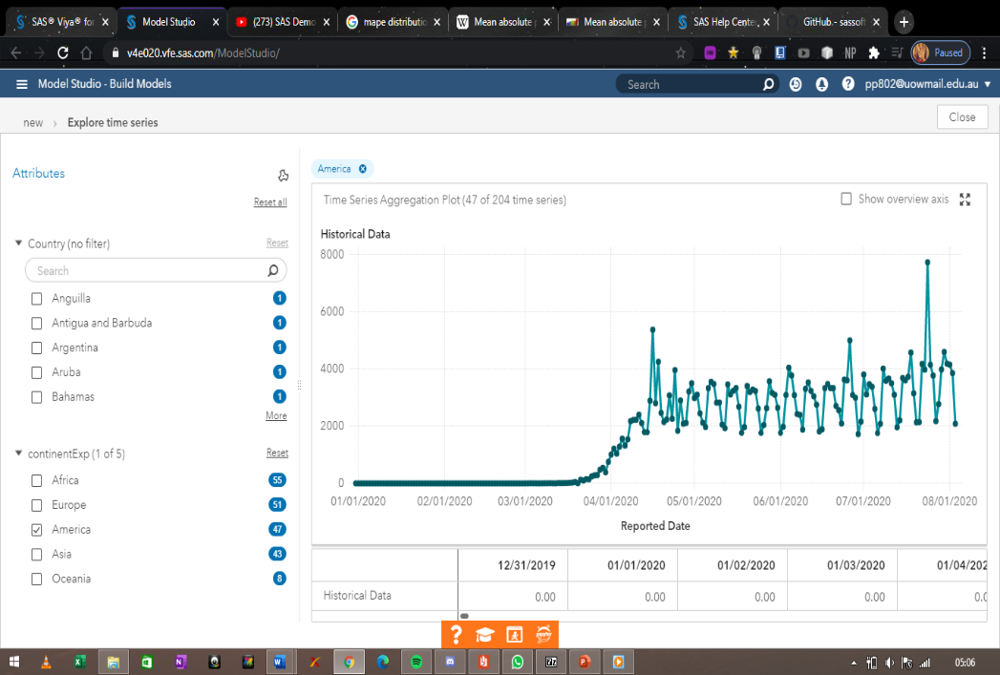 SAS® Viya® for
Model Studio
(273) SAS Demo
mape distributio
Mean absolute
Mean absolute
SAS Help Center
GitHub - sassoft
v4e020.vfe.sas.com/ModelStudio/
NP
Paused
Model Studio - Build Models
Search
pp802@uowmail.edu.au
new
Explore time series
Close
Attributes
Reset all
Country (no filter)
Reset
Search
Anguilla 1
Antigua and Barbuda 1
Argentina 1
Aruba 1
Bahamas 1
More
continentExp (1 of 5)
Reset
Africa 55
Europe 51
America 47
Asia 43
Oceania 8
America
Time Series Aggregation Plot (47 of 204 time series)
Show overview axis
Historical Data
8000
6000
4000
2000
0
01/01/2020 02/01/2020 03/01/2020 04/01/2020 05/01/2020 06/01/2020 07/01/2020 08/01/2020
Reported Date
12/31/2019 01/01/2020 01/02/2020 01/03/2020 01/04/202
Historical Data 0.00 0.00 0.00 0.00 0.0
05:06